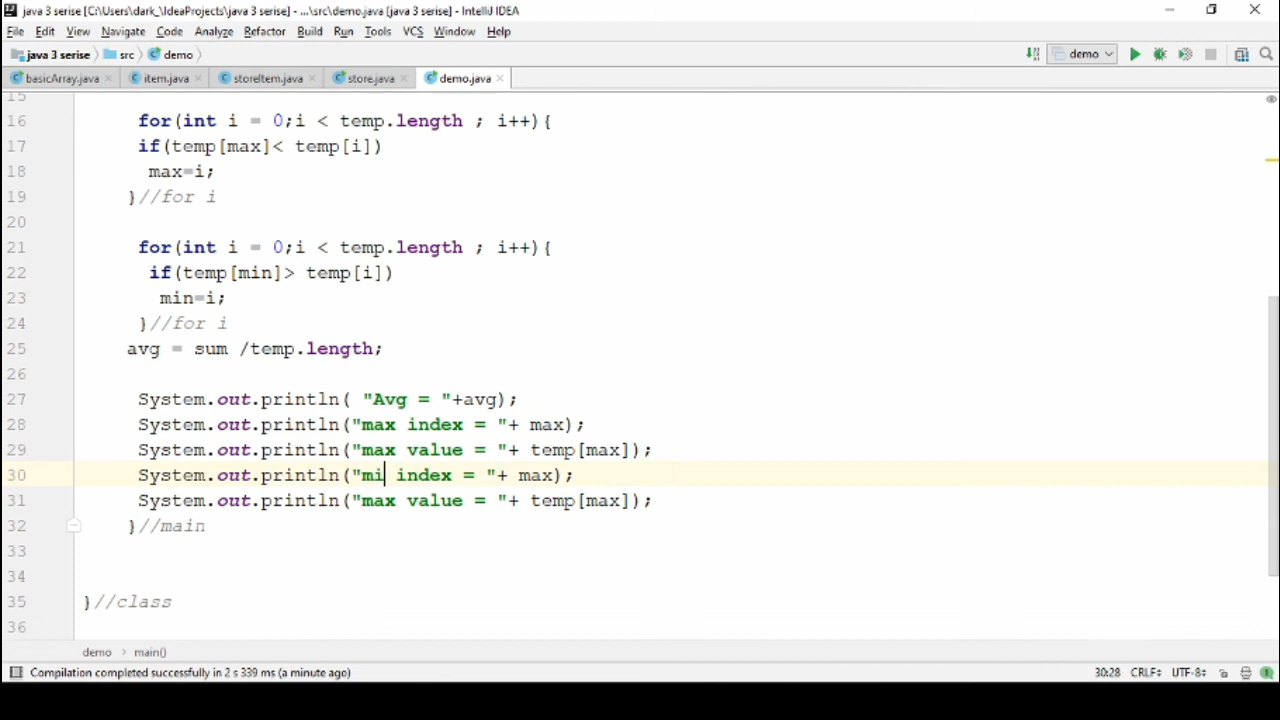 java 3 serise [C:\Users\dark_\IdeaProjects\java 3 serise] - ...\src\demo.java [java 3 serise] - IntelliJ IDEA
File Edit View Navigate Code Analyze Refactor Build Run Tools VCS Window Help
java 3 serise src demo demo
basicArray.java item.java storeItem.java store.java demo.java
15
16 for(int i = 0;i < temp.length ; i++){
17 if(temp[max]< temp[i])
18 max=i;
19 }//for i
20
21 for(int i = 0;i < temp.length ; i++){
22 if(temp[min]> temp[i])
23 min=i;
24 }//for i
25 avg = sum /temp.length;
26
27 System.out.println( "Avg = "+avg);
28 System.out.println("max index = "+ max);
29 System.out.println("max value = "+ temp[max]);
30 System.out.println("mi index = "+ max);
31 System.out.println("max value = "+ temp[max]);
32 }//main
33
34
35 }//class
36
demo main()
Compilation completed successfully in 2 s 339 ms (a minute ago) 30:28 CRLF UTF-8